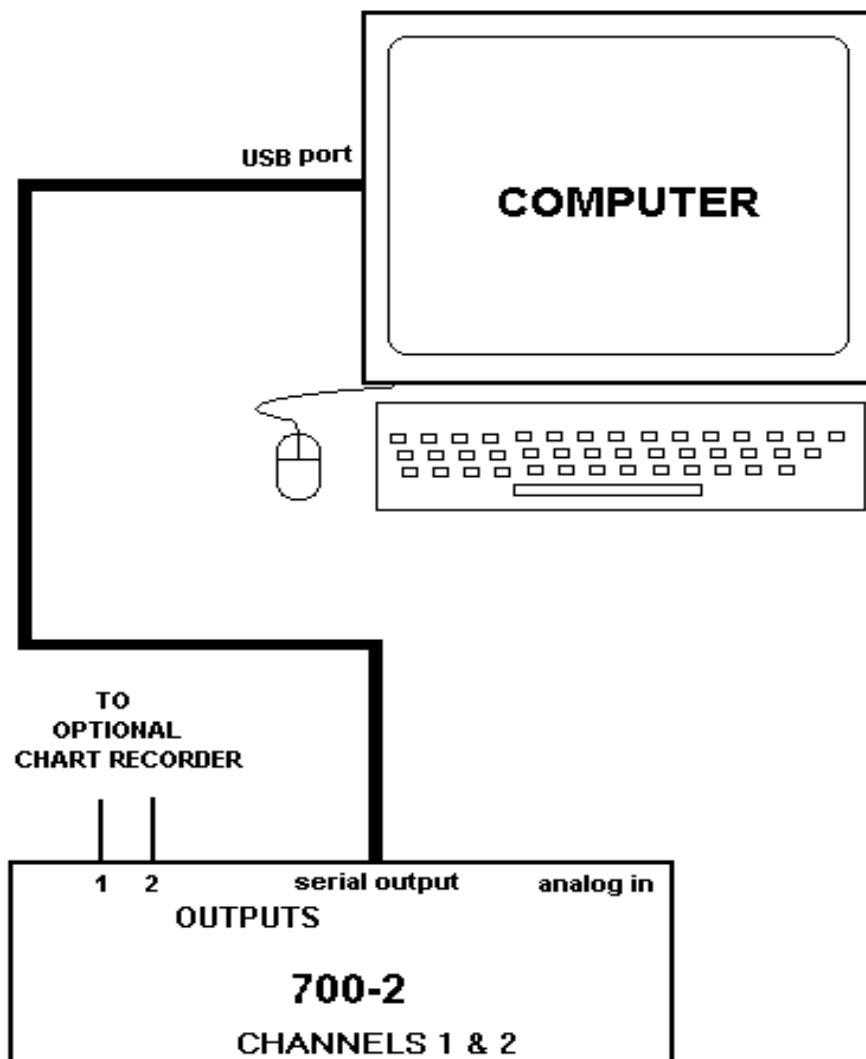 USB port
COMPUTER
TO
OPTIONAL
CHART RECORDER
1 2 serial output analog in
OUTPUTS
700-2
CHANNELS 1 & 2